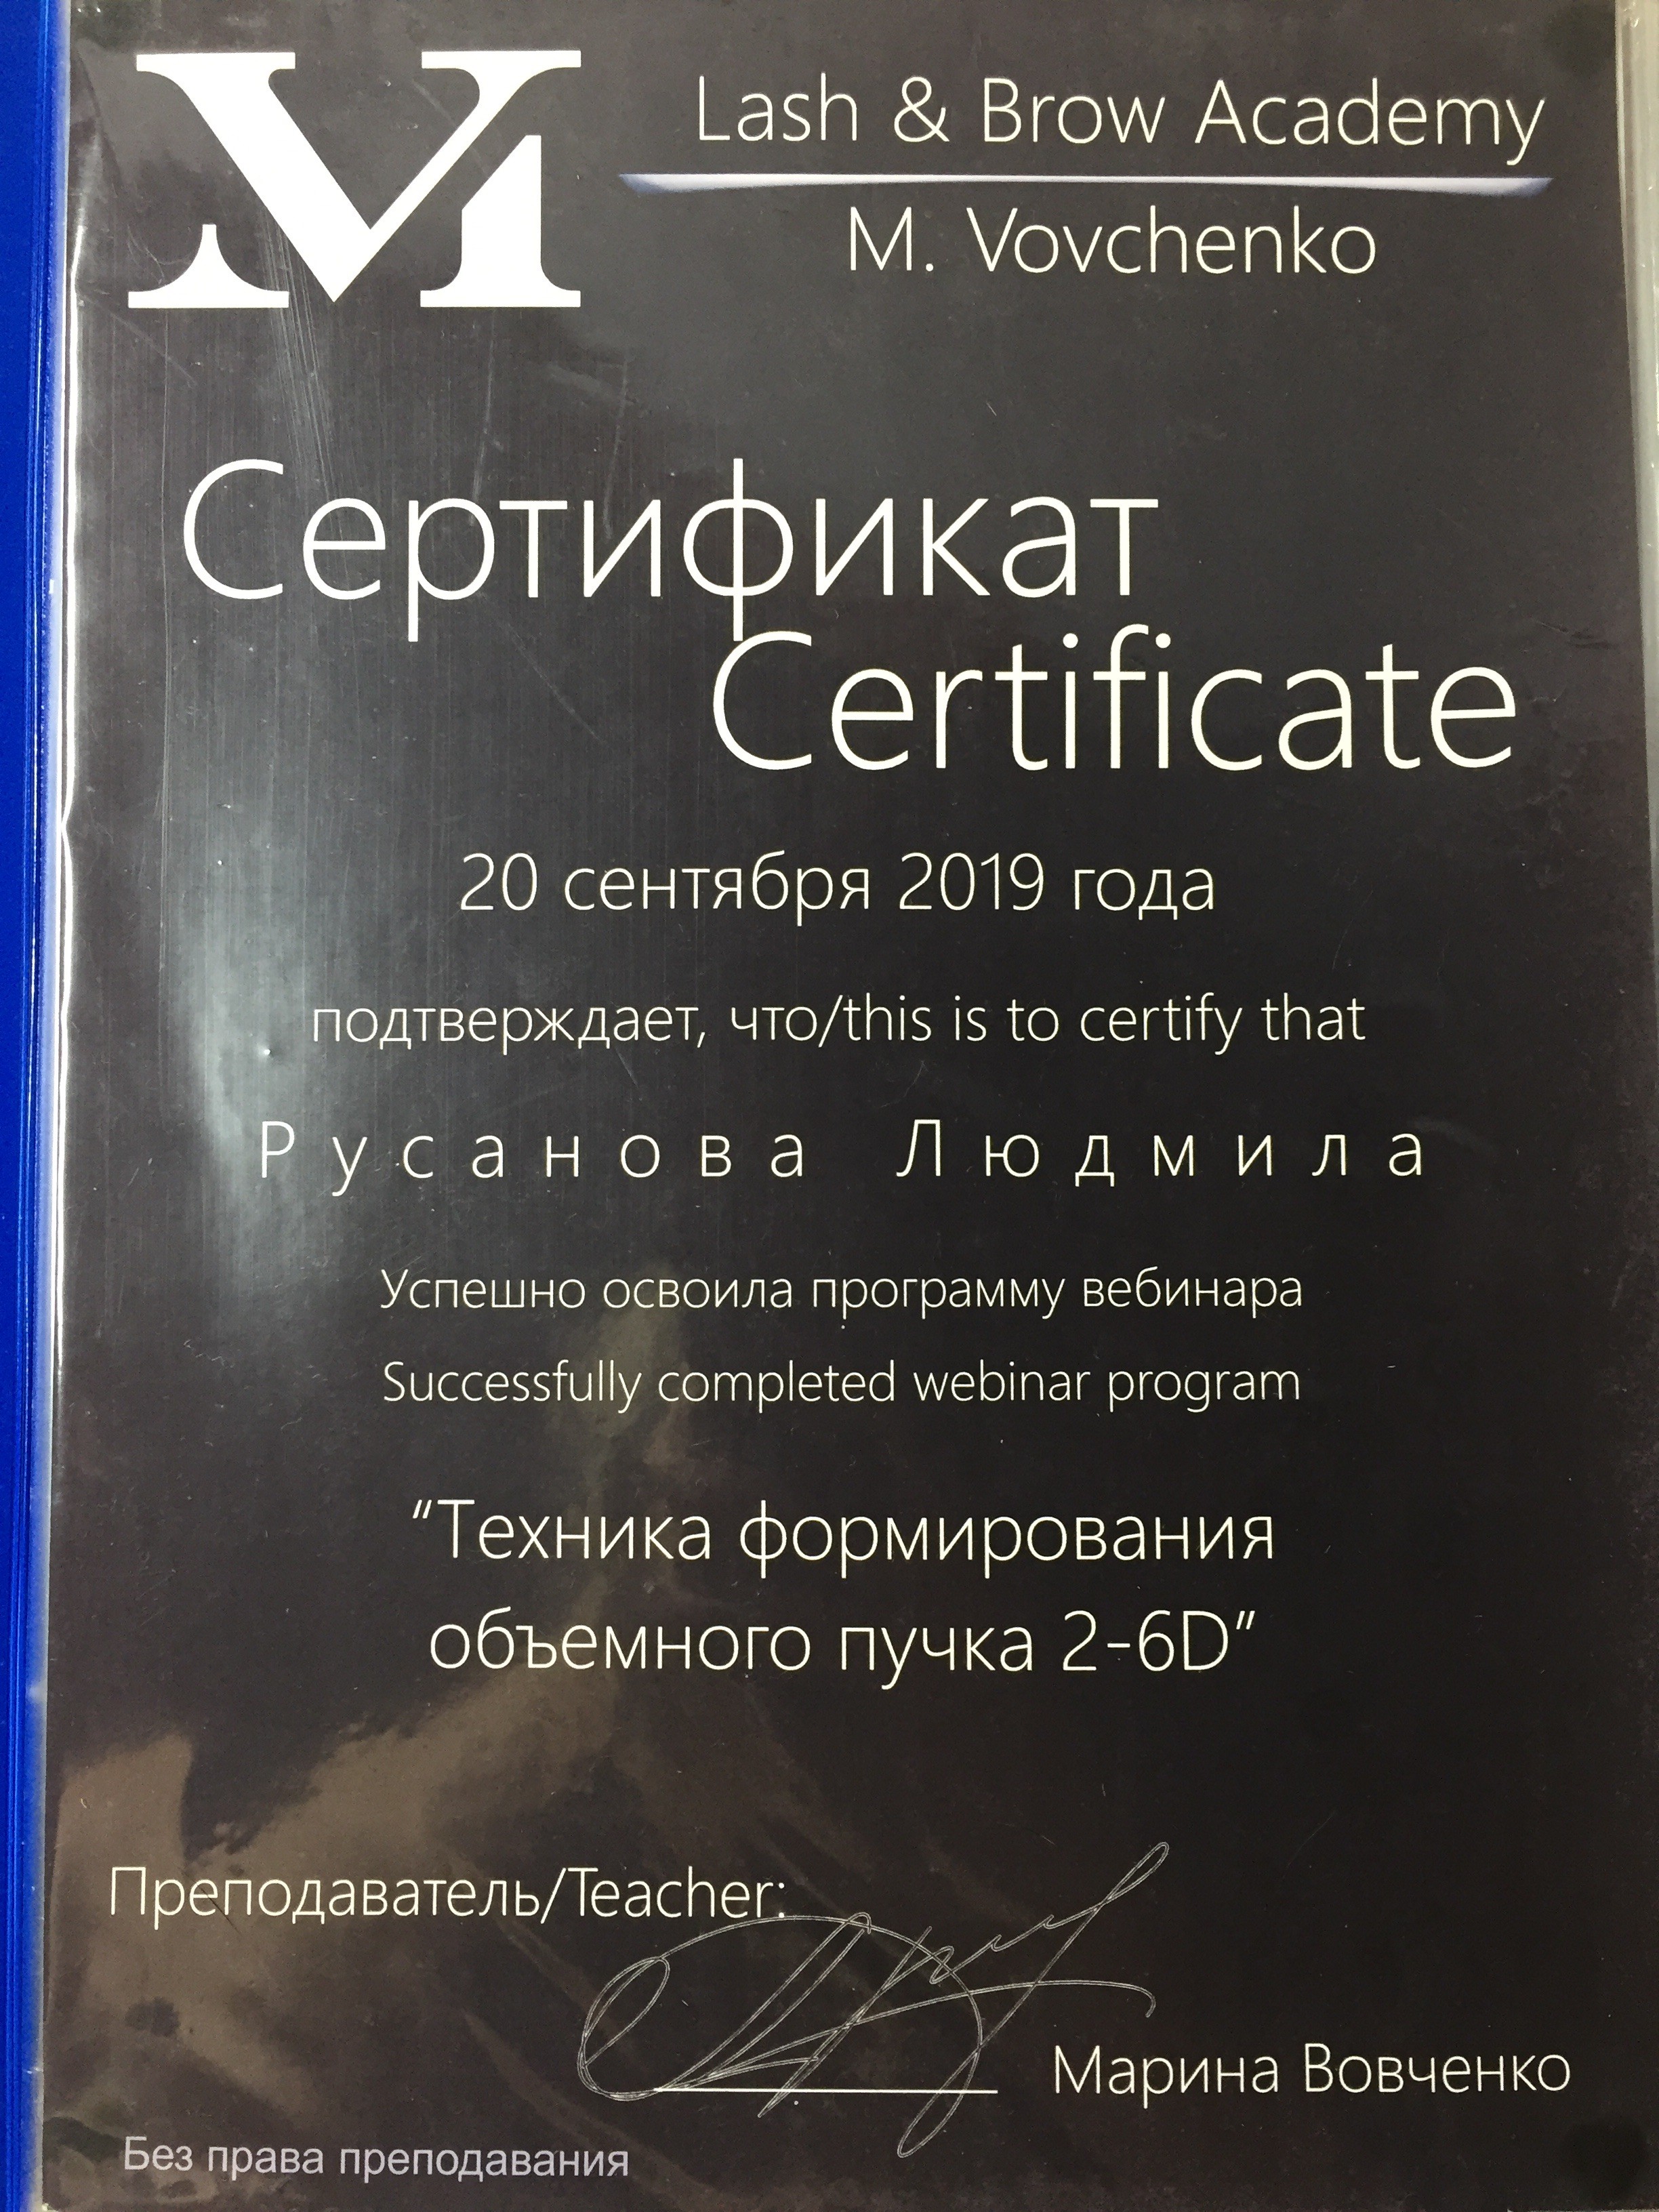 Lash & Brow Academy
M. Vovchenko
Сертификат
Certificate
20 сентября 2019 года
подтверждает, что/this is to certify that
Русанова Людмила
Успешно освоила программу вебинара
Successfully completed webinar program
“Техника формирования
объемного пучка 2-6D”
Преподаватель/Teacher:
Марина Вовченко
Без права преподавания